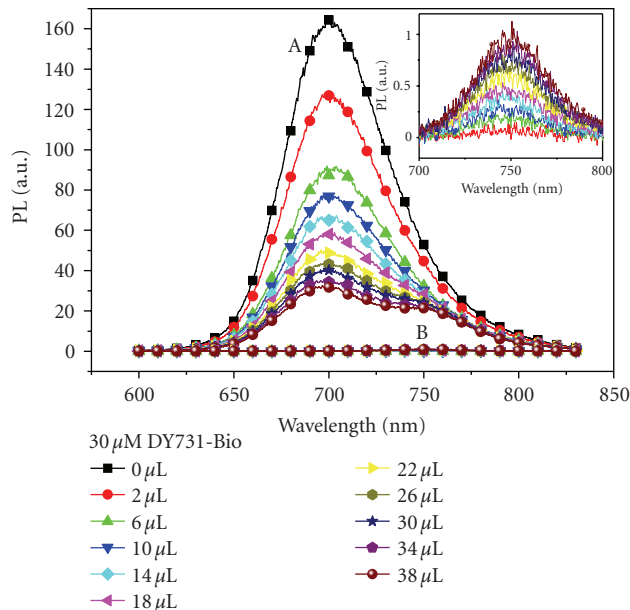 160
140
120
100
80
60
40
20
0
PL (a.u.)
A
B
600
650
700
750
800
850
Wavelength (nm)
1
0.5
0
PL (a.u.)
700
720
750
780
800
Wavelength (nm)
30 µM DY731-Bio
0 µL
2 µL
6 µL
10 µL
14 µL
18 µL
22 µL
26 µL
30 µL
34 µL
38 µL